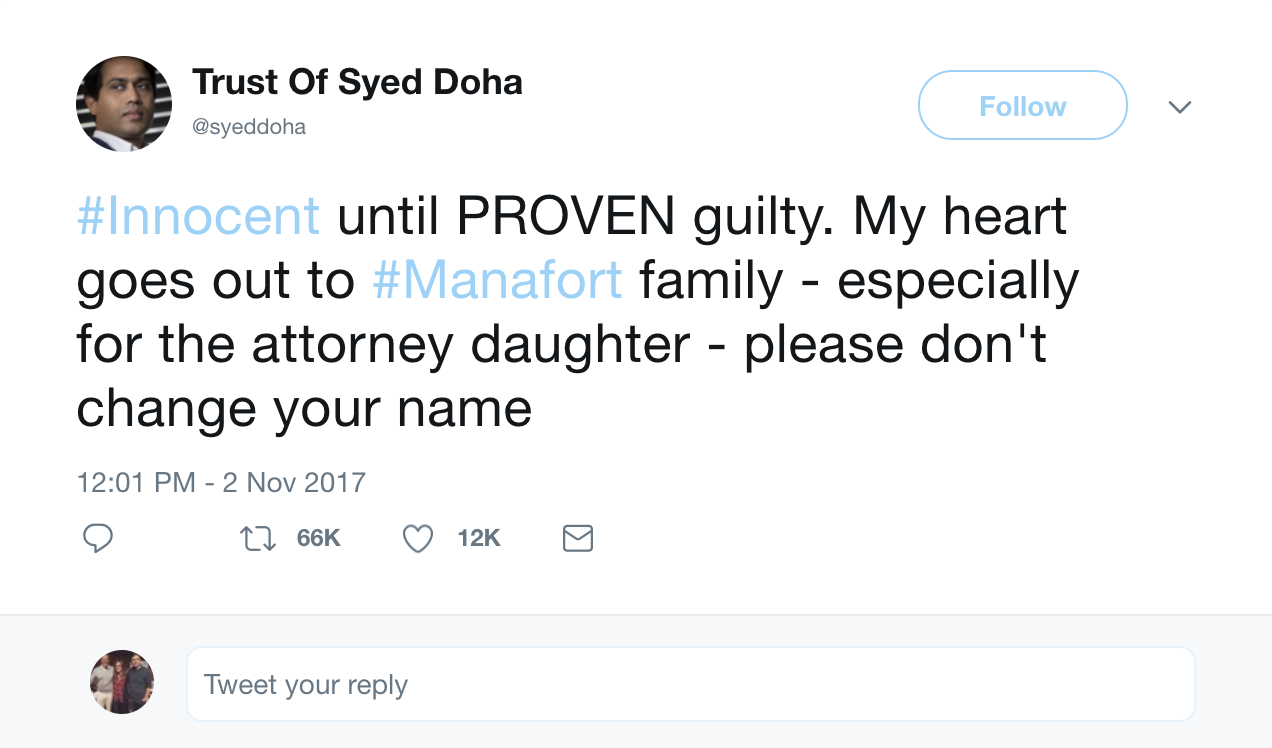 Trust Of Syed Doha
@syeddoha
Follow
#Innocent until PROVEN guilty. My heart
goes out to #Manafort family - especially
for the attorney daughter - please don't
change your name
12:01 PM - 2 Nov 2017
66K 12K
Tweet your reply